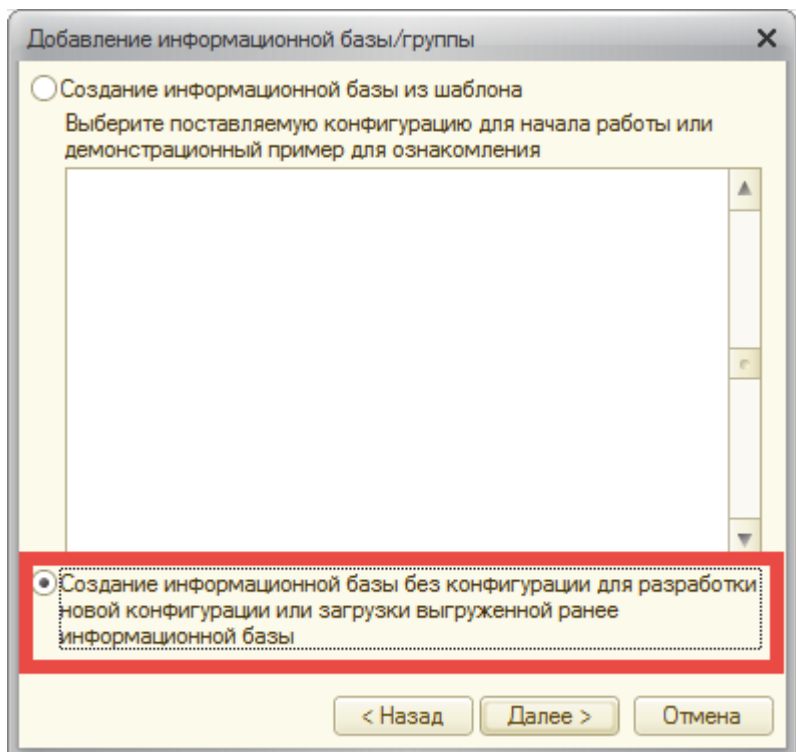 Добавление информационной базы/группы
Создание информационной базы из шаблона
Выберите поставляемую конфигурацию для начала работы или
демонстрационный пример для ознакомления
Создание информационной базы без конфигурации для разработки
новой конфигурации или загрузки выгруженной ранее
информационной базы
< Назад Далее > Отмена